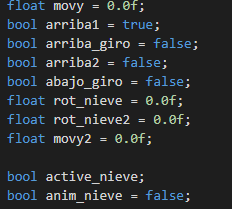 float movy = 0.0f;
bool arriba1 = true;
bool arriba_giro = false;
bool arriba2 = false;
bool abajo_giro = false;
float rot_nieve = 0.0f;
float rot_nieve2 = 0.0f;
float movy2 = 0.0f;
bool active_nieve;
bool anim_nieve = false;